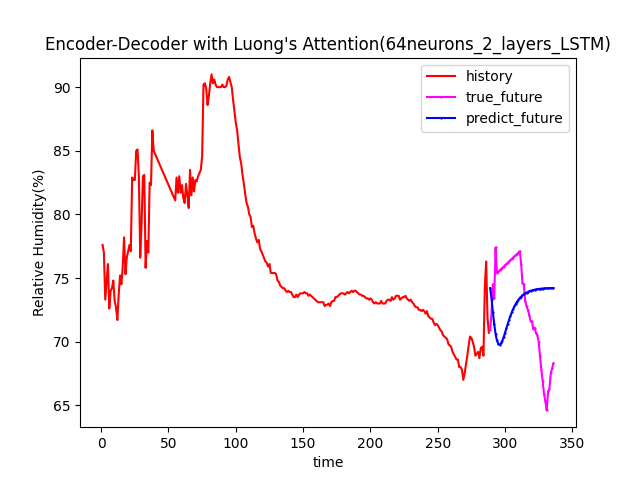 Encoder-Decoder with Luong's Attention(64neurons_2_layers_LSTM)
history
true_future
predict_future
Relative Humidity(%)
90
85
80
75
70
65
0 50 100 150 200 250 300 350
time